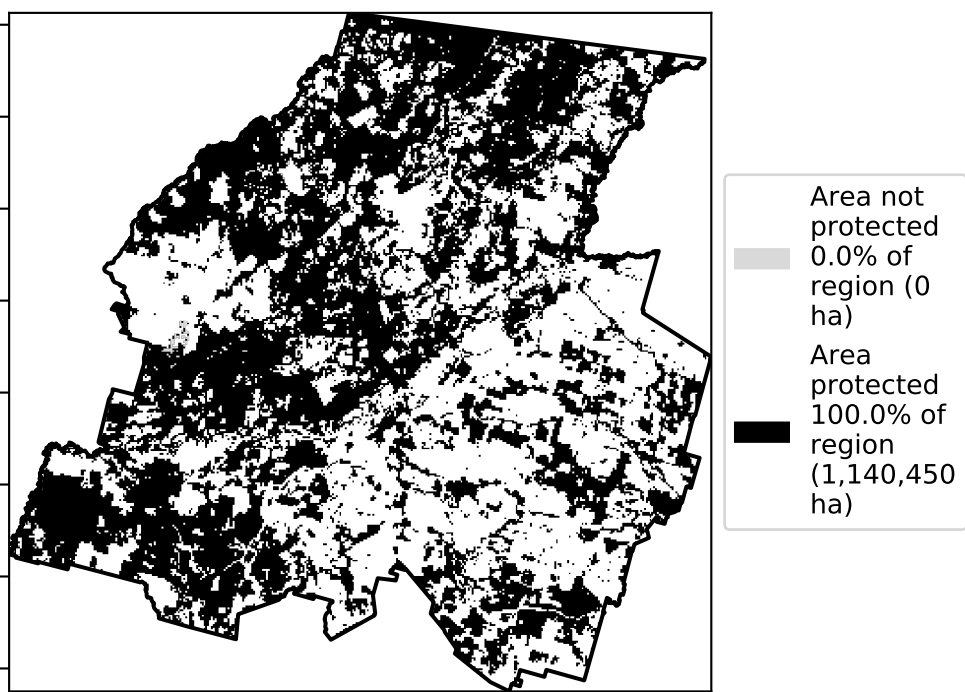 Area not
protected
0.0% of
region (0
ha)
Area
protected
100.0% of
region
(1,140,450
ha)